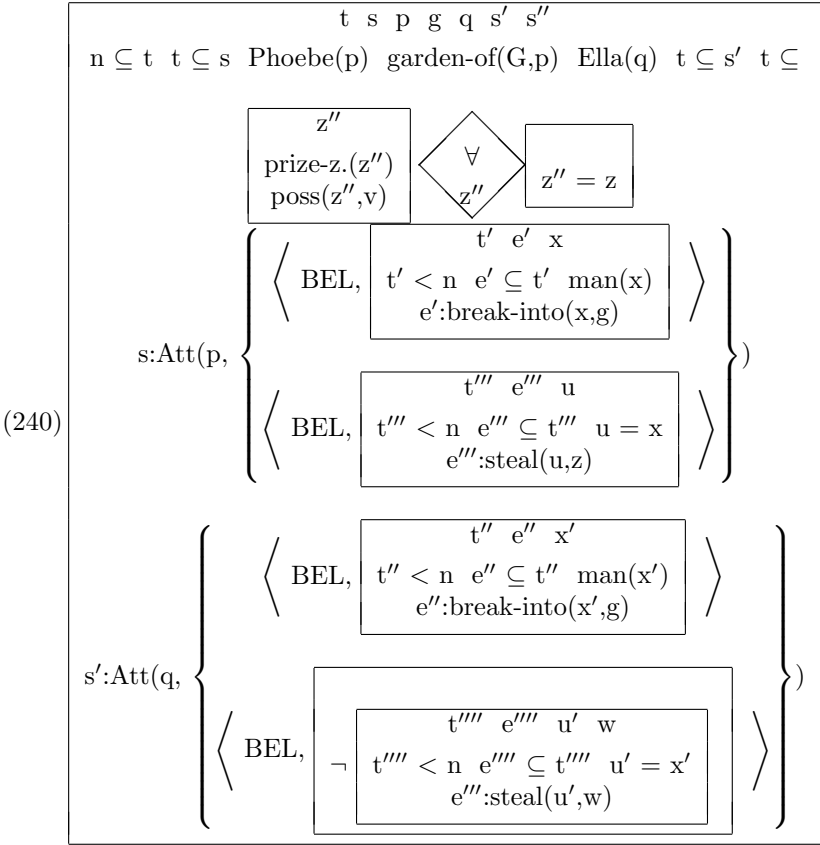 t s p g q s′ s′′
n ⊆ t t ⊆ s Phoebe(p) garden-of(G,p) Ella(q) t ⊆ s′ t ⊆
z′′
prize-z.(z′′)
poss(z′′,v)
∀
z′′
z′′ = z
t′ e′ x
⟨ BEL, t′ < n e′ ⊆ t′ man(x) ⟩
e′:break-into(x,g)
s:Att(p, { })
t′′′ e′′′ u
⟨ BEL, t′′′ < n e′′′ ⊆ t′′′ u = x ⟩
e′′′:steal(u,z)
(240)
t′′ e′′ x′
⟨ BEL, t′′ < n e′′ ⊆ t′′ man(x′) ⟩
e′′:break-into(x′,g)
s′:Att(q, { })
t′′′′ e′′′′ u′ w
⟨ BEL, ¬ t′′′′ < n e′′′′ ⊆ t′′′′ u′ = x′ ⟩
e′′′:steal(u′,w)